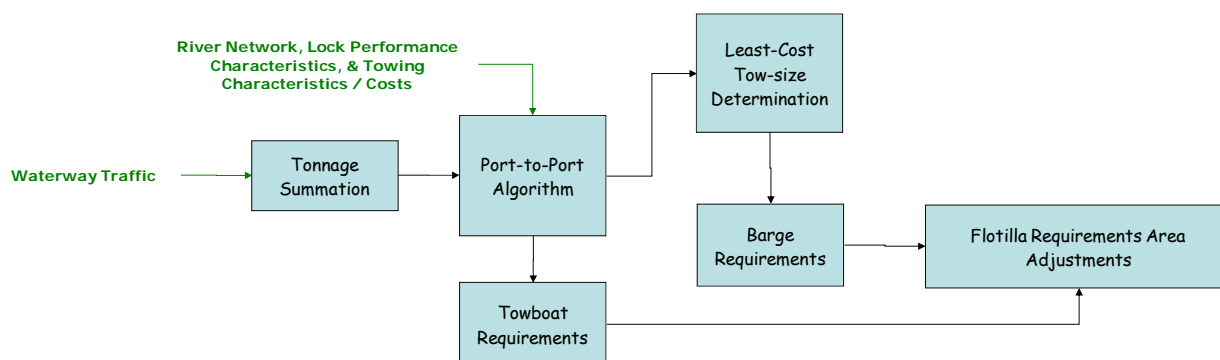 River Network, Lock Performance
Characteristics, & Towing
Characteristics / Costs
Least-Cost
Tow-size
Determination
Waterway Traffic
Tonnage
Summation
Port-to-Port
Algorithm
Barge
Requirements
Flotilla Requirements Area
Adjustments
Towboat
Requirements